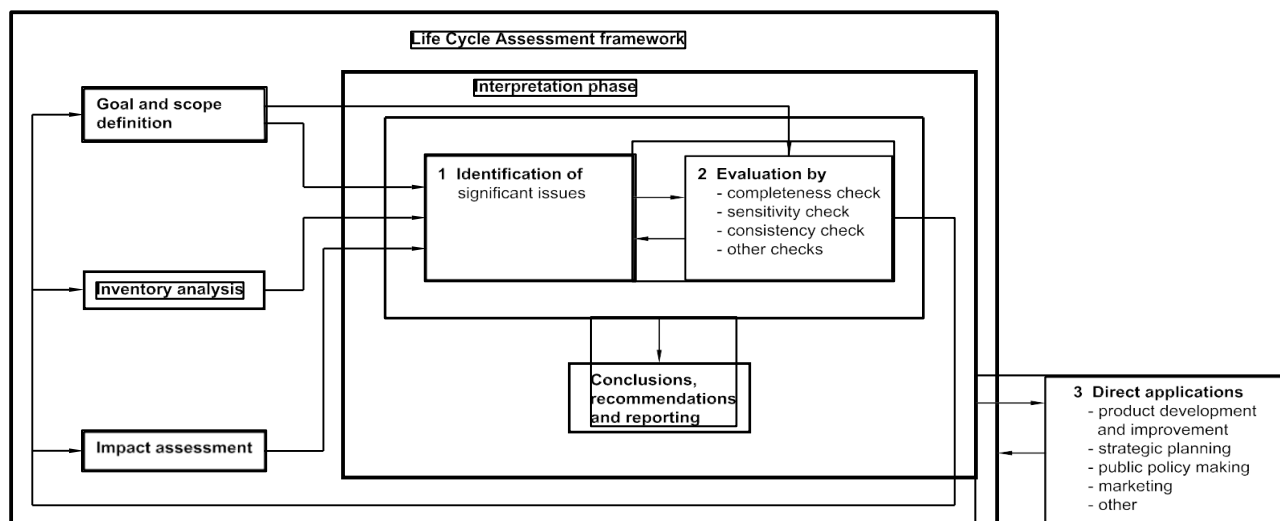 Life Cycle Assessment framework
Interpretation phase
Goal and scope
definition
1 Identification of
significant issues
2 Evaluation by
- completeness check
- sensitivity check
- consistency check
- other checks
Inventory analysis
Conclusions,
recommendations
and reporting
Impact assessment
3 Direct applications
- product development
and improvement
- strategic planning
- public policy making
- marketing
- other